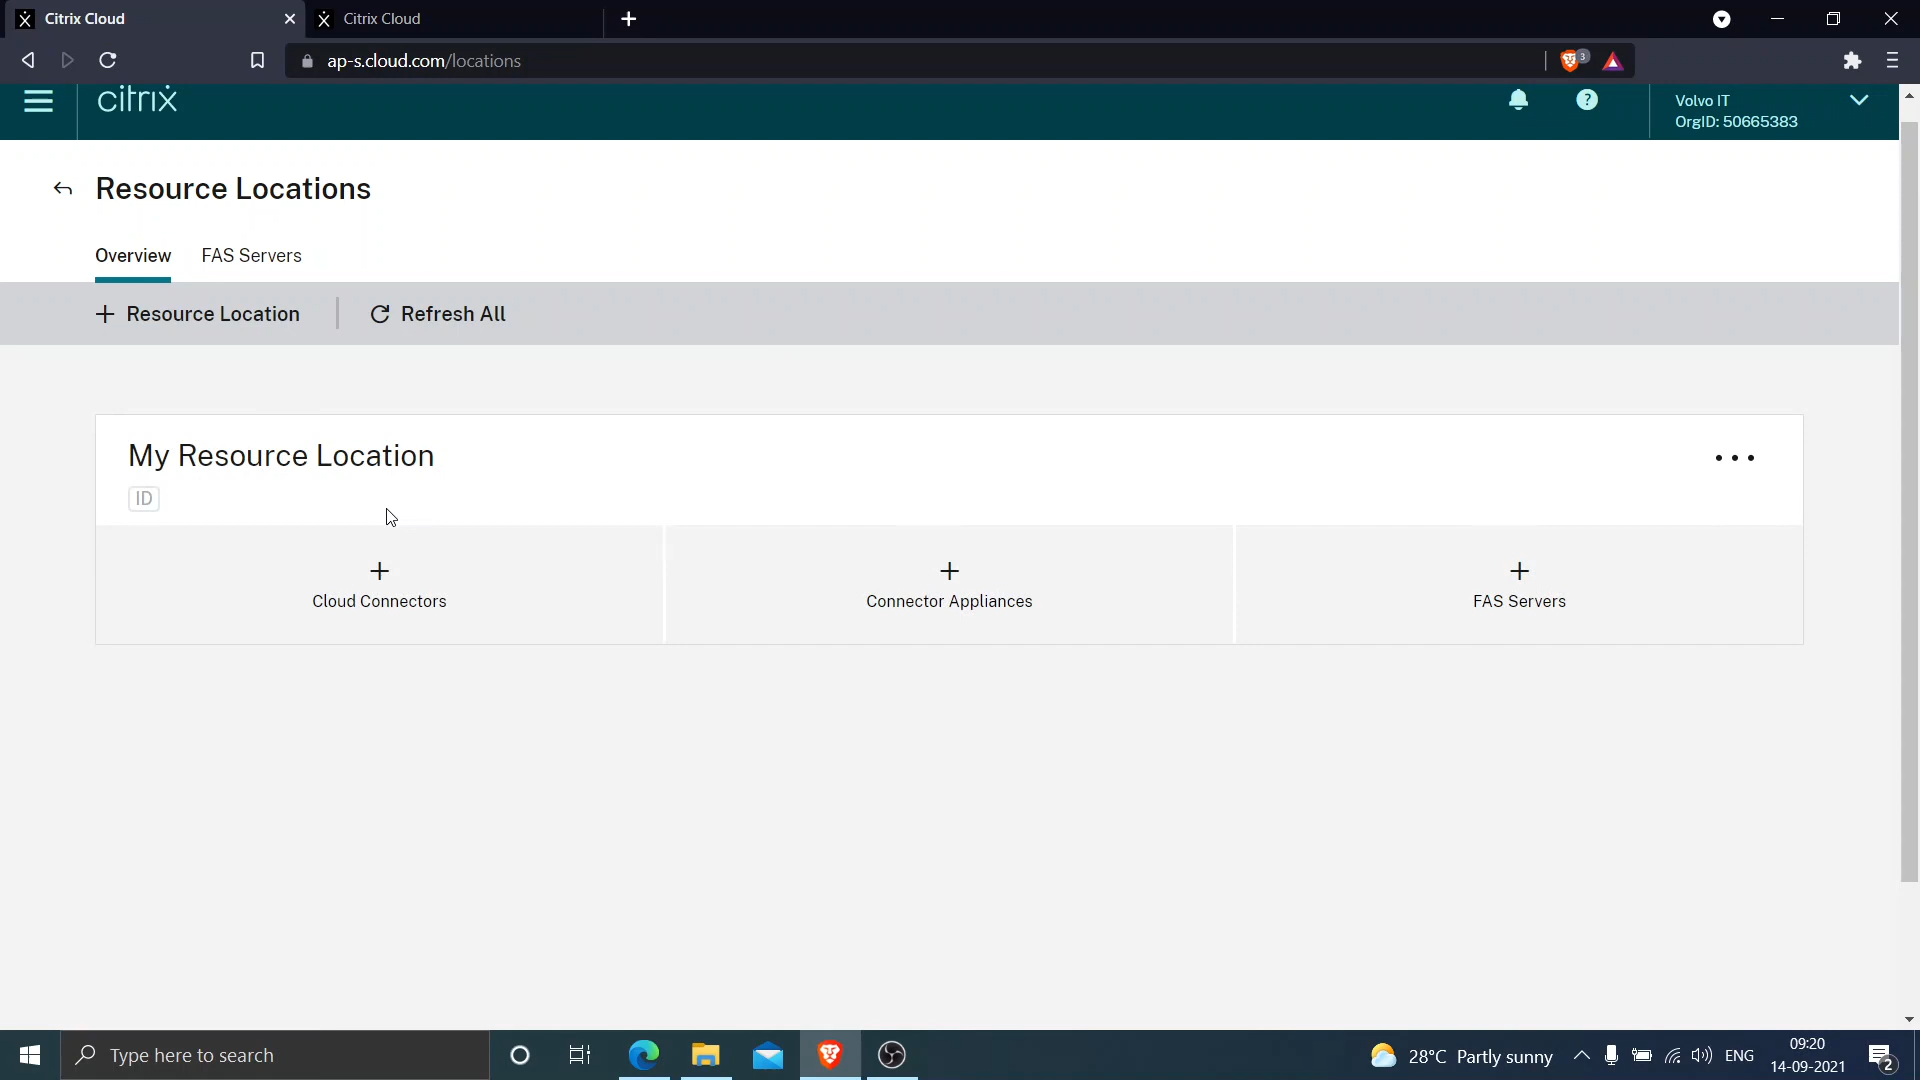 Citrix Cloud
Citrix Cloud
ap-s.cloud.com/locations
3
citrix
?
Volvo IT
OrgID: 50665383
Resource Locations
Overview FAS Servers
+ Resource Location
Refresh All
My Resource Location
ID
+ + +
Cloud Connectors Connector Appliances FAS Servers
Type here to search
28°C Partly sunny
ENG
09:20
14-09-2021
2